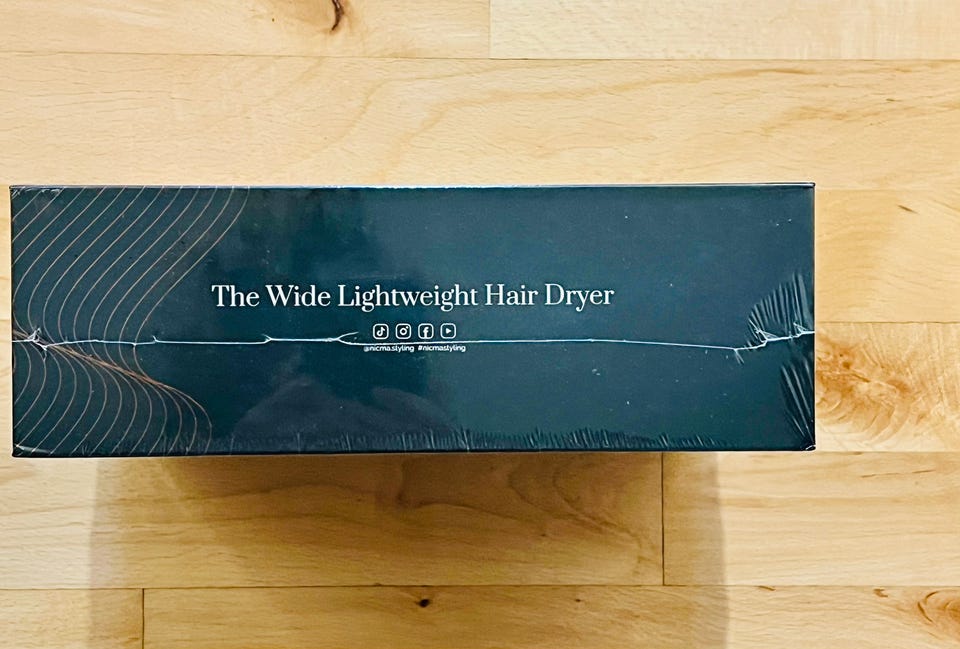 The Wide Lightweight Hair Dryer
@nicma.styling #nicmastyling